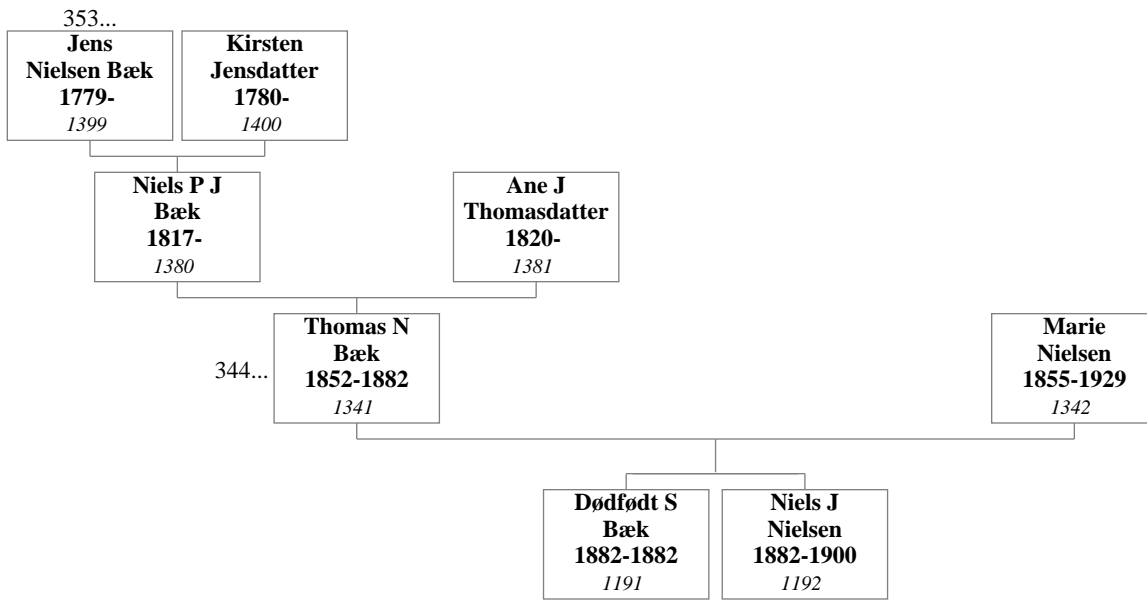 353...
Jens
Nielsen Bæk
1779-
1399
Kirsten
Jensdatter
1780-
1400
Niels P J
Bæk
1817-
1380
Ane J
Thomasdatter
1820-
1381
344...
Thomas N
Bæk
1852-1882
1341
Marie
Nielsen
1855-1929
1342
Dødfødt S
Bæk
1882-1882
1191
Niels J
Nielsen
1882-1900
1192